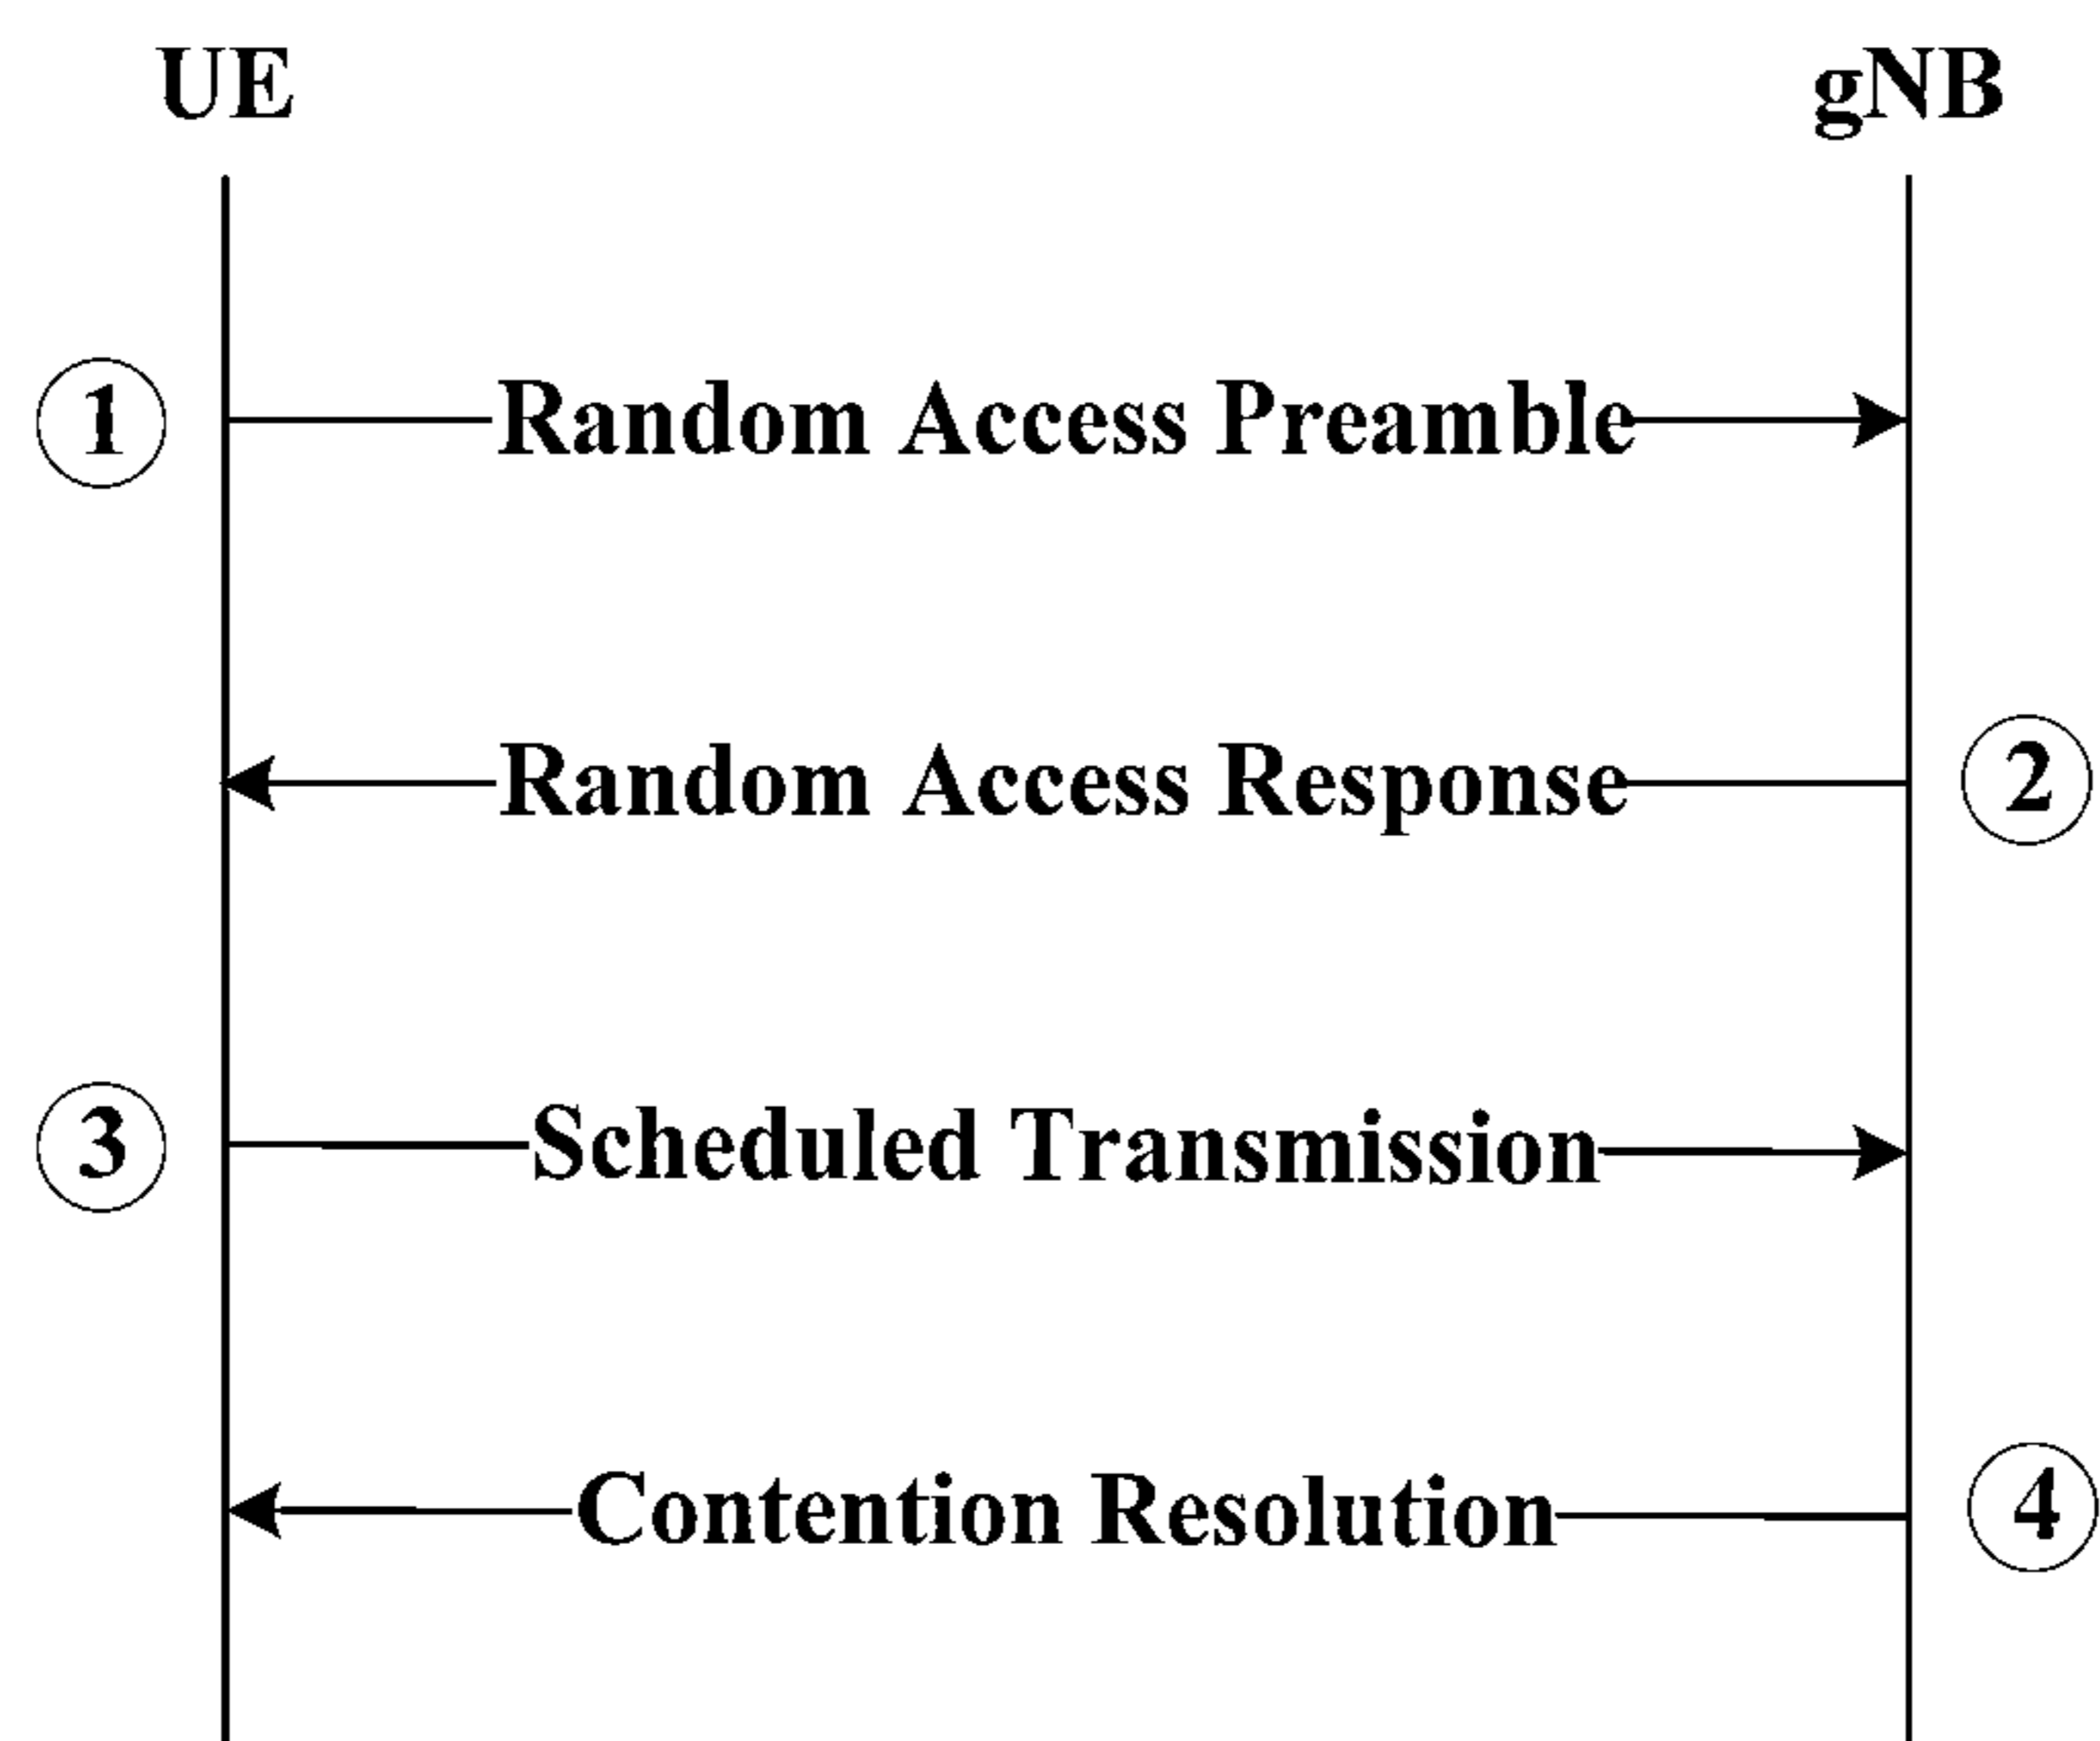 UE
gNB
1
Random Access Preamble
Random Access Response
2
3
Scheduled Transmission
Contention Resolution
4